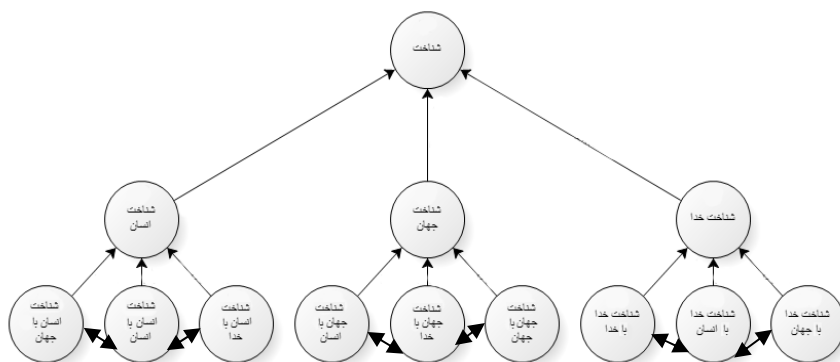 شناخت
شناخت خدا
شناخت
جهان
شناخت
انسان
شناخت خدا
با جهان
شناخت خدا
با انسان
شناخت خدا
با خدا
شناخت
جهان با
جهان
شناخت
جهان با
خدا
شناخت
جهان با
انسان
شناخت
انسان با
خدا
شناخت
انسان با
انسان
شناخت
انسان با
جهان